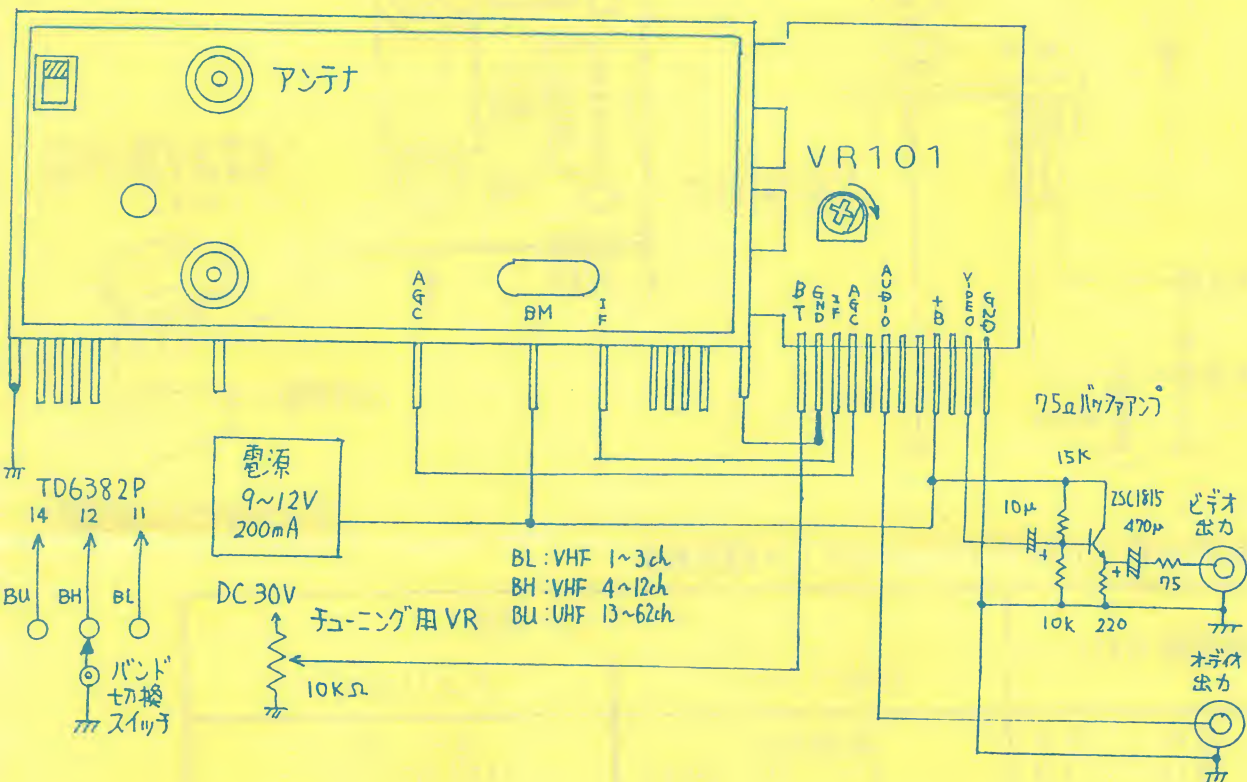 アンテナ
VR101
AGC
BM
IF
BT
GND
IF
AGC
AUDIO
+B
VIDEO
GND
75Ωバッファアンプ
電源
9~12V
200mA
TD6382P
14 12 11
BU BH BL
バンド
切換
スイッチ
BL:VHF 1~3ch
BH:VHF 4~12ch
BU:UHF 13~62ch
DC 30V
チューニング用VR
10KΩ
15K
10μ
+
2SC1815
470μ
+
75
10K 220
ビデオ
出力
オーディオ
出力